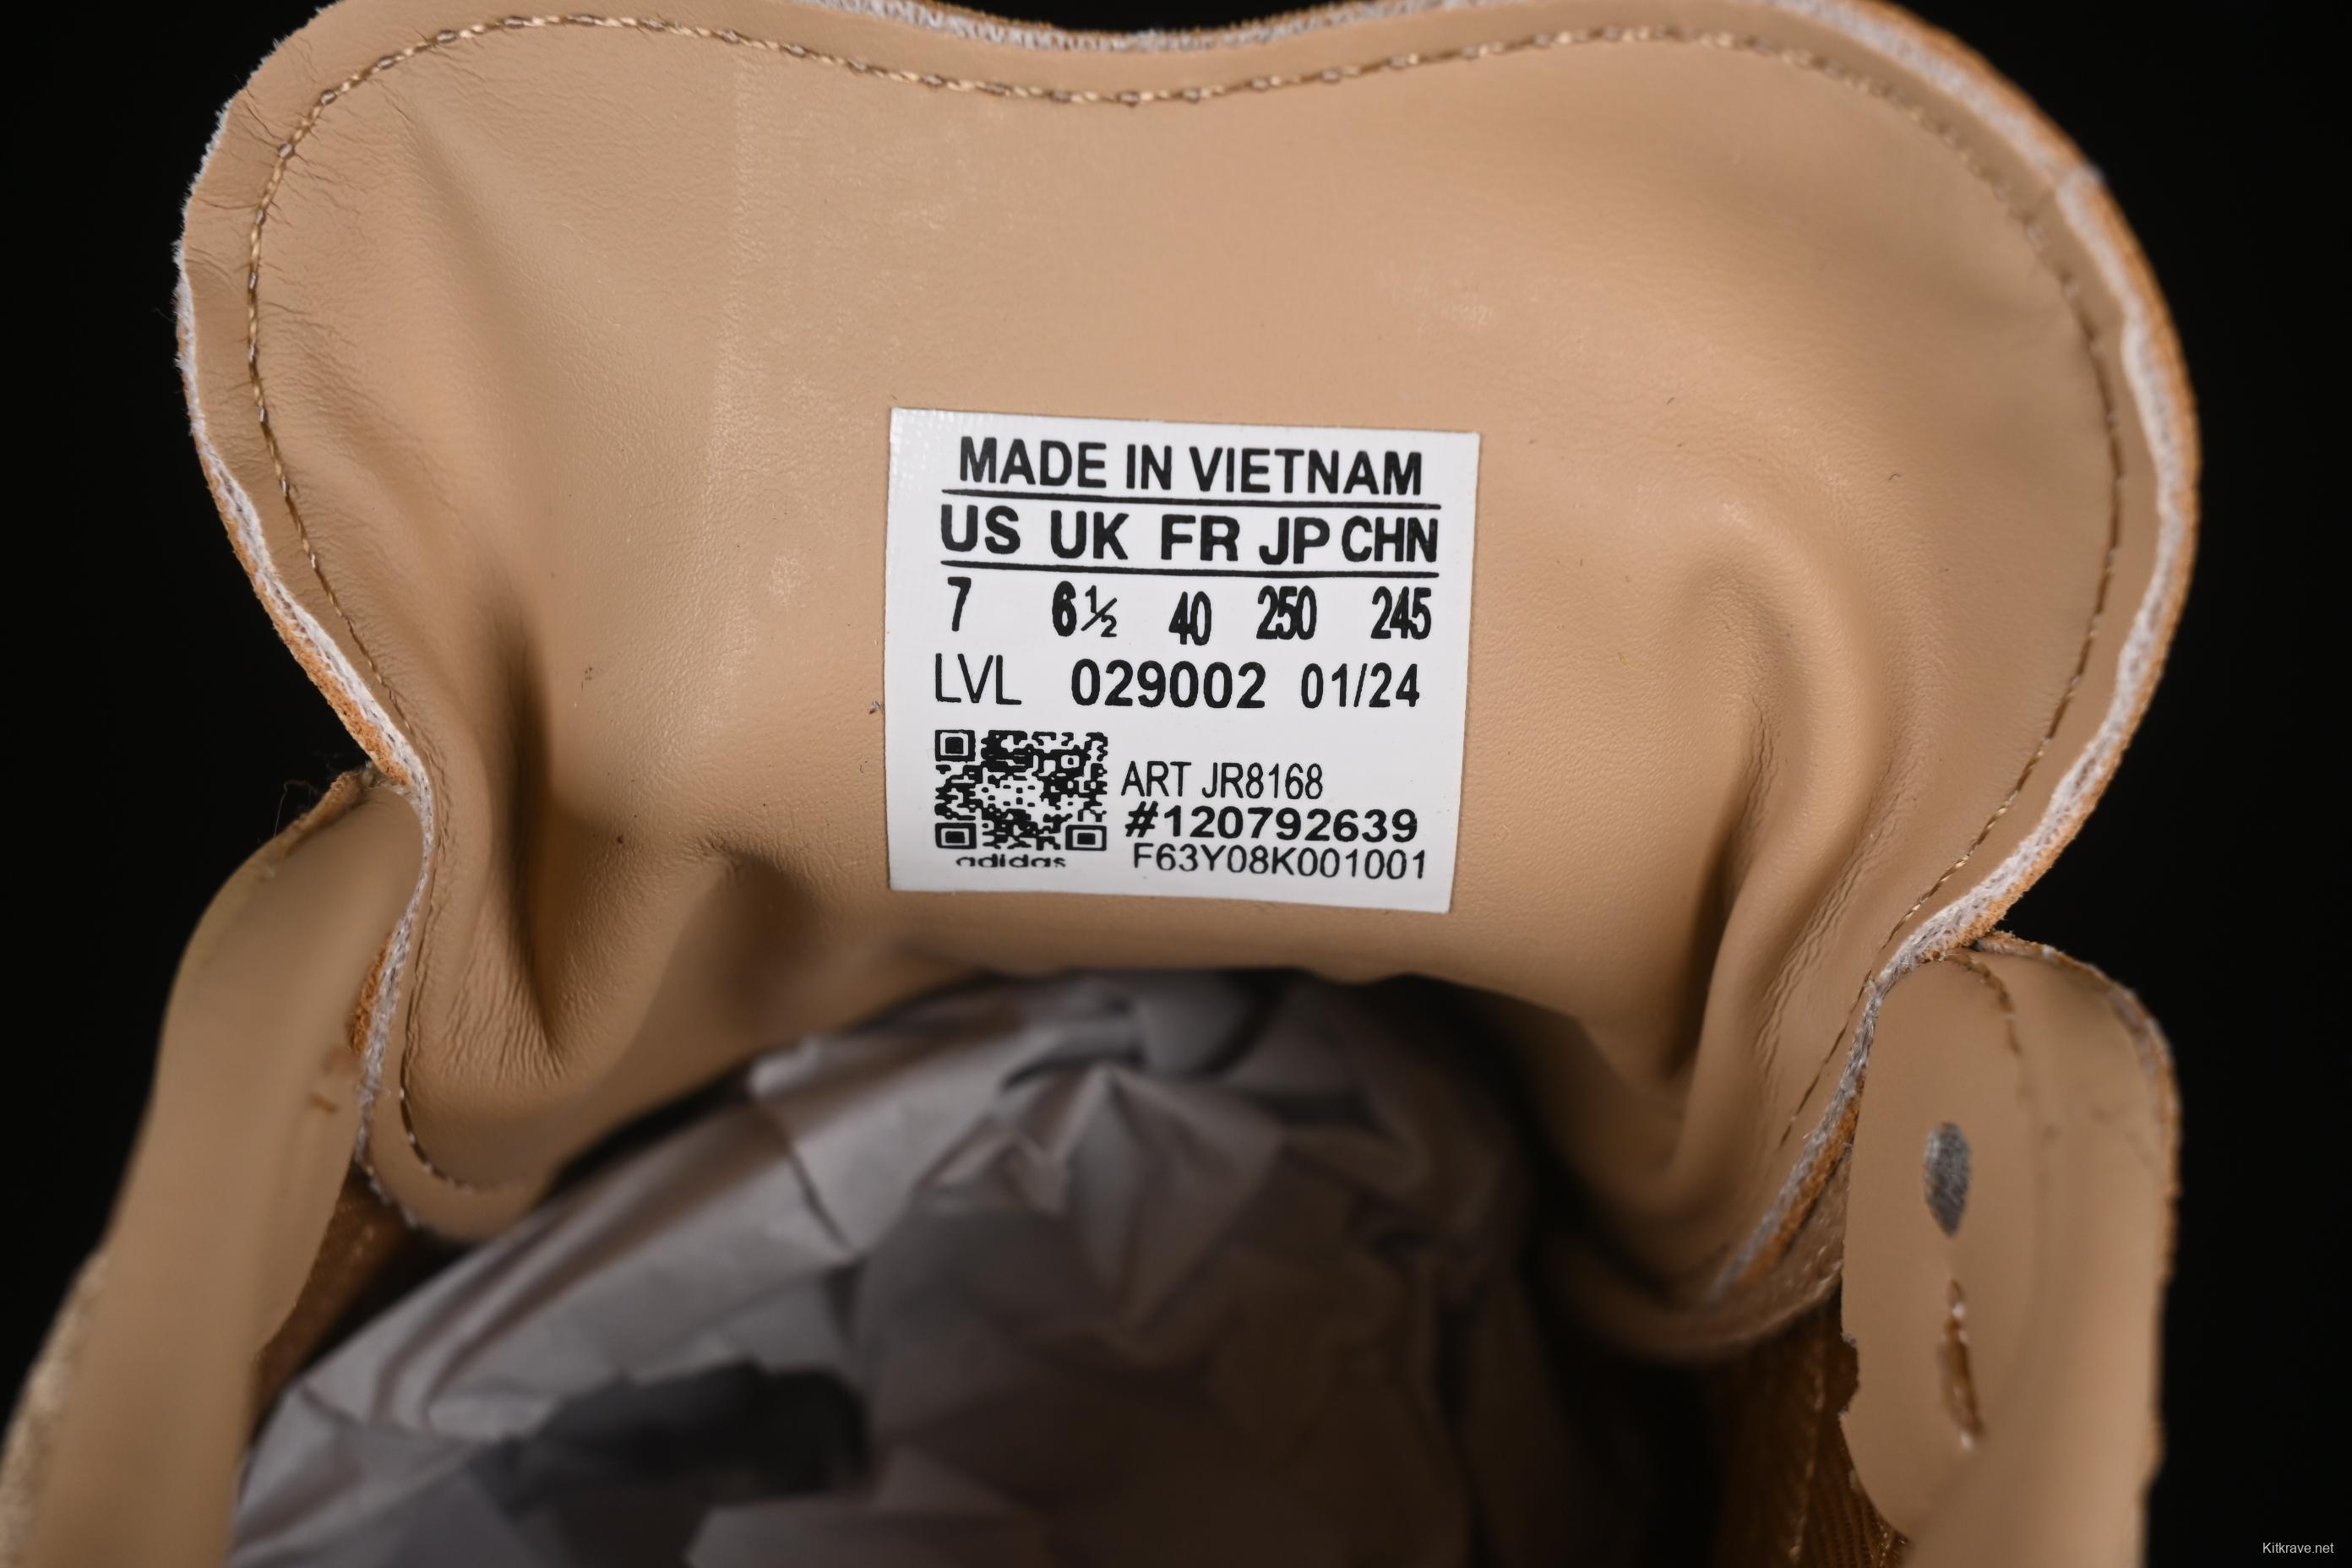 MADE IN VIETNAM
US UK FR JP CHN
7 6½ 40 250 245
LVL 029002 01/24
ART JR8168
#120792639
adidas F63Y08K001001
Kitkrave.net